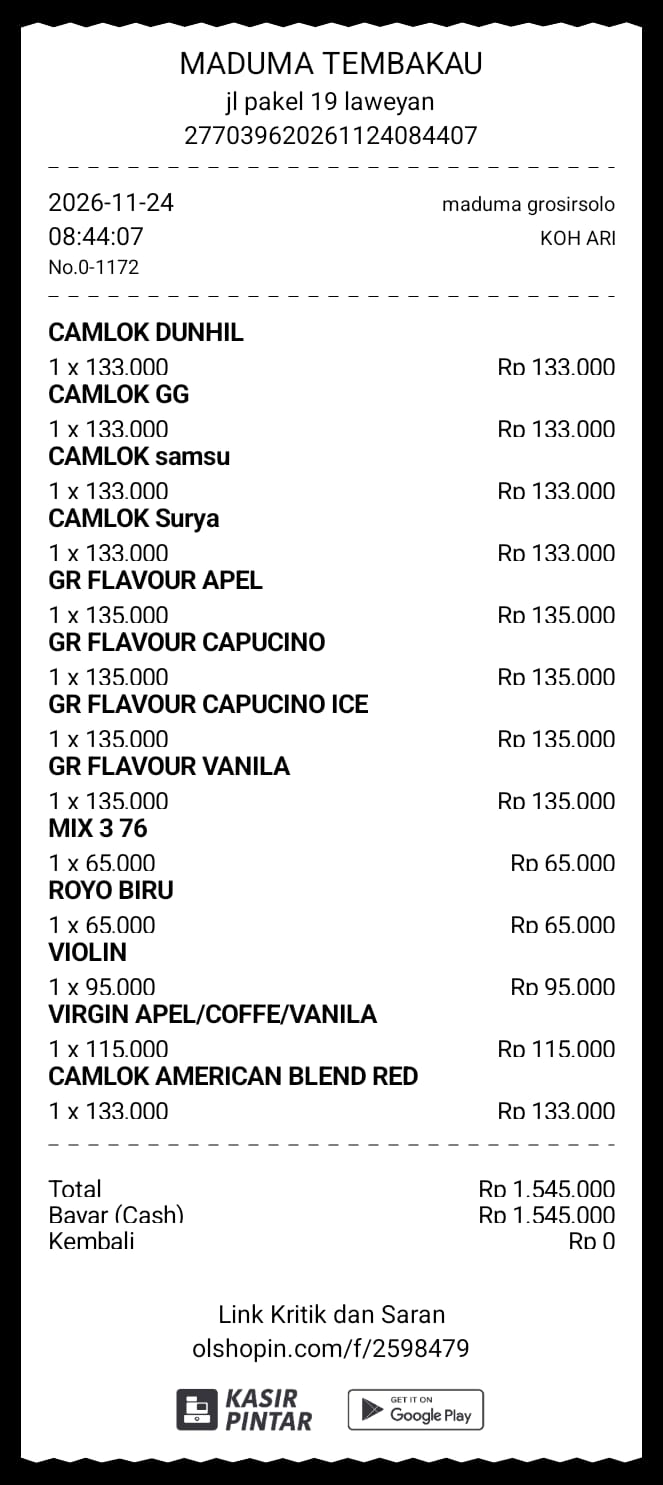 MADUMA TEMBAKAU
jl pakel 19 laweyan
277039620261124084407
2026-11-24 maduma grosirsolo
08:44:07 KOH ARI
No.0-1172
CAMLOK DUNHIL
1 x 133.000 Rp 133.000
CAMLOK GG
1 x 133.000 Rp 133.000
CAMLOK samsu
1 x 133.000 Rp 133.000
CAMLOK Surya
1 x 133.000 Rp 133.000
GR FLAVOUR APEL
1 x 135.000 Rp 135.000
GR FLAVOUR CAPUCINO
1 x 135.000 Rp 135.000
GR FLAVOUR CAPUCINO ICE
1 x 135.000 Rp 135.000
GR FLAVOUR VANILA
1 x 135.000 Rp 135.000
MIX 3 76
1 x 65.000 Rp 65.000
ROYO BIRU
1 x 65.000 Rp 65.000
VIOLIN
1 x 95.000 Rp 95.000
VIRGIN APEL/COFFE/VANILA
1 x 115.000 Rp 115.000
CAMLOK AMERICAN BLEND RED
1 x 133.000 Rp 133.000
Total Rp 1.545.000
Bayar (Cash) Rp 1.545.000
Kembali Rp 0
Link Kritik dan Saran
olshopin.com/f/2598479
KASIR PINTAR
GET IT ON
Google Play